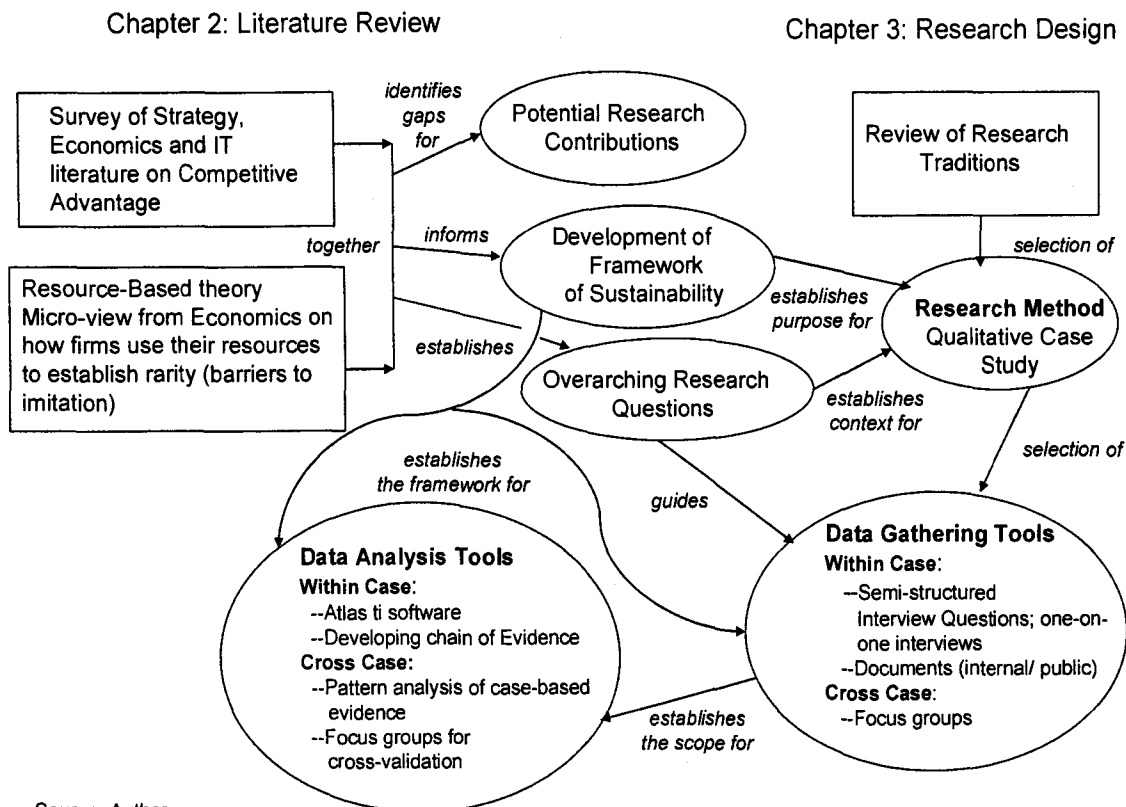 Chapter 2: Literature Review
Chapter 3: Research Design
Survey of Strategy,
Economics and IT
literature on Competitive
Advantage
identifies
gaps
for
Potential Research
Contributions
Review of Research
Traditions
together
informs
Development of
Framework
of Sustainability
selection of
Resource-Based theory
Micro-view from Economics on
how firms use their resources
to establish rarity (barriers to
imitation)
establishes
establishes
purpose for
Research Method
Qualitative Case
Study
Overarching Research
Questions
establishes
context for
establishes
the framework for
guides
selection of
Data Analysis Tools
Within Case:
--Atlas ti software
--Developing chain of Evidence
Cross Case:
--Pattern analysis of case-based
evidence
--Focus groups for
cross-validation
Data Gathering Tools
Within Case:
--Semi-structured
Interview Questions; one-on-
one interviews
--Documents (internal/ public)
Cross Case:
--Focus groups
establishes
the scope for